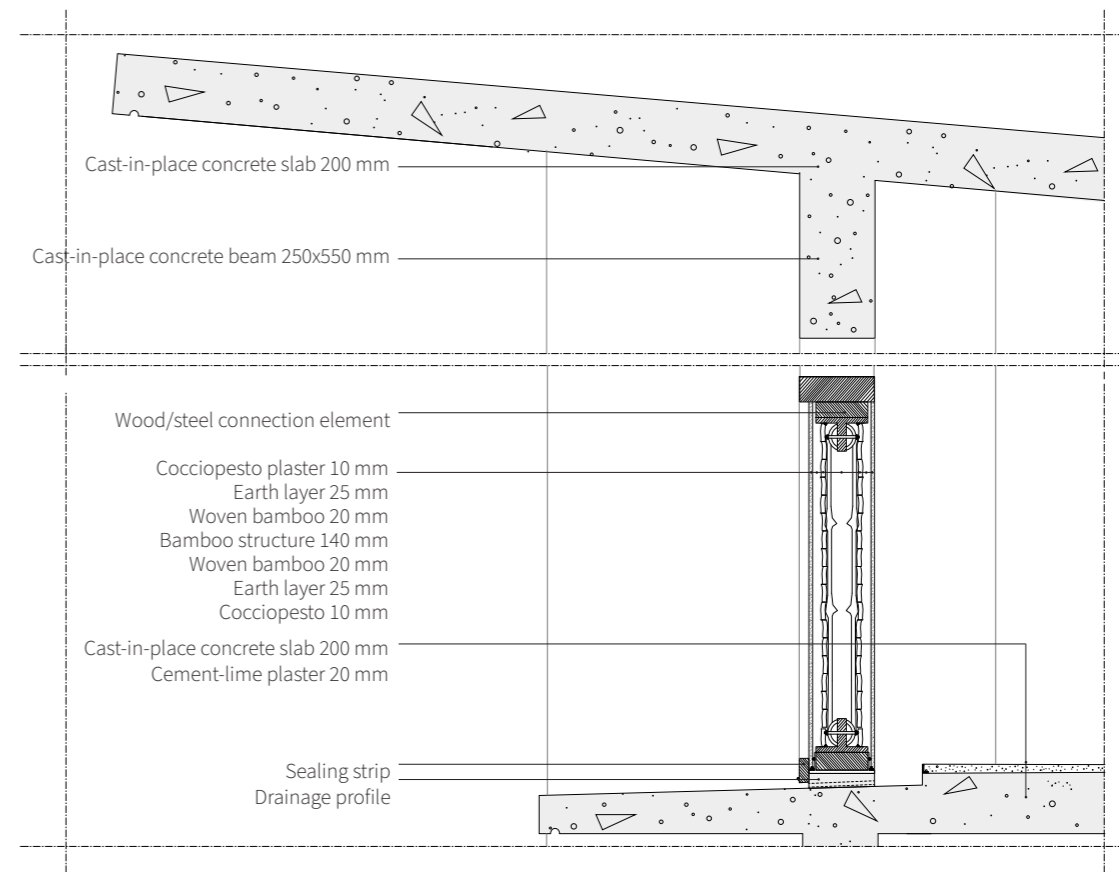 Cast-in-place concrete slab 200 mm
Cast-in-place concrete beam 250x550 mm
Wood/steel connection element
Cocciopesto plaster 10 mm
Earth layer 25 mm
Woven bamboo 20 mm
Bamboo structure 140 mm
Woven bamboo 20 mm
Earth layer 25 mm
Cocciopesto 10 mm
Cast-in-place concrete slab 200 mm
Cement-lime plaster 20 mm
Sealing strip
Drainage profile